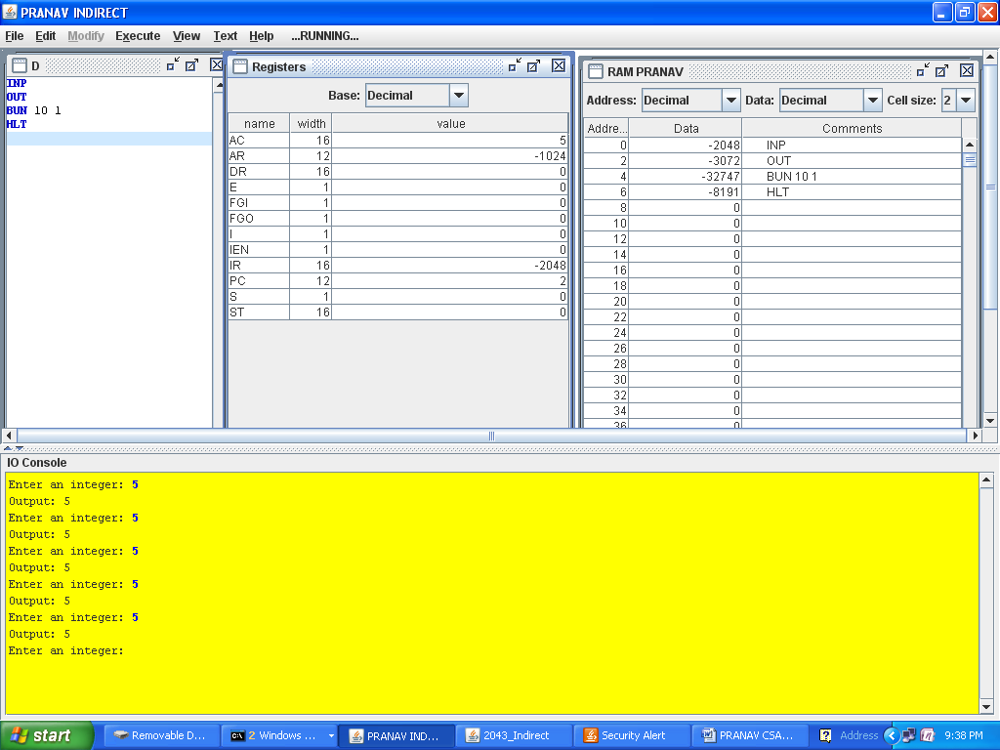 PRANAV INDIRECT
File Edit Modify Execute View Text Help ...RUNNING...
D
INP
OUT
BUN 10 1
HLT
Registers
Base: Decimal
name width value
AC 16 5
AR 12 -1024
DR 16 0
E 1 0
FGI 1 0
FGO 1 0
I 1 0
IEN 1 0
IR 16 -2048
PC 12 2
S 1 0
ST 16 0
RAM PRANAV
Address: Decimal Data: Decimal Cell size: 2
Addre... Data Comments
0 -2048 INP
2 -3072 OUT
4 -32747 BUN 10 1
6 -8191 HLT
8 0
10 0
12 0
14 0
16 0
18 0
20 0
22 0
24 0
26 0
28 0
30 0
32 0
34 0
36 0
IO Console
Enter an integer: 5
Output: 5
Enter an integer: 5
Output: 5
Enter an integer: 5
Output: 5
Enter an integer: 5
Output: 5
Enter an integer: 5
Output: 5
Enter an integer:
start Removable D... 2 Windows ... PRANAV IND... 2043_Indirect Security Alert PRANAV CSA... Address 9:38 PM